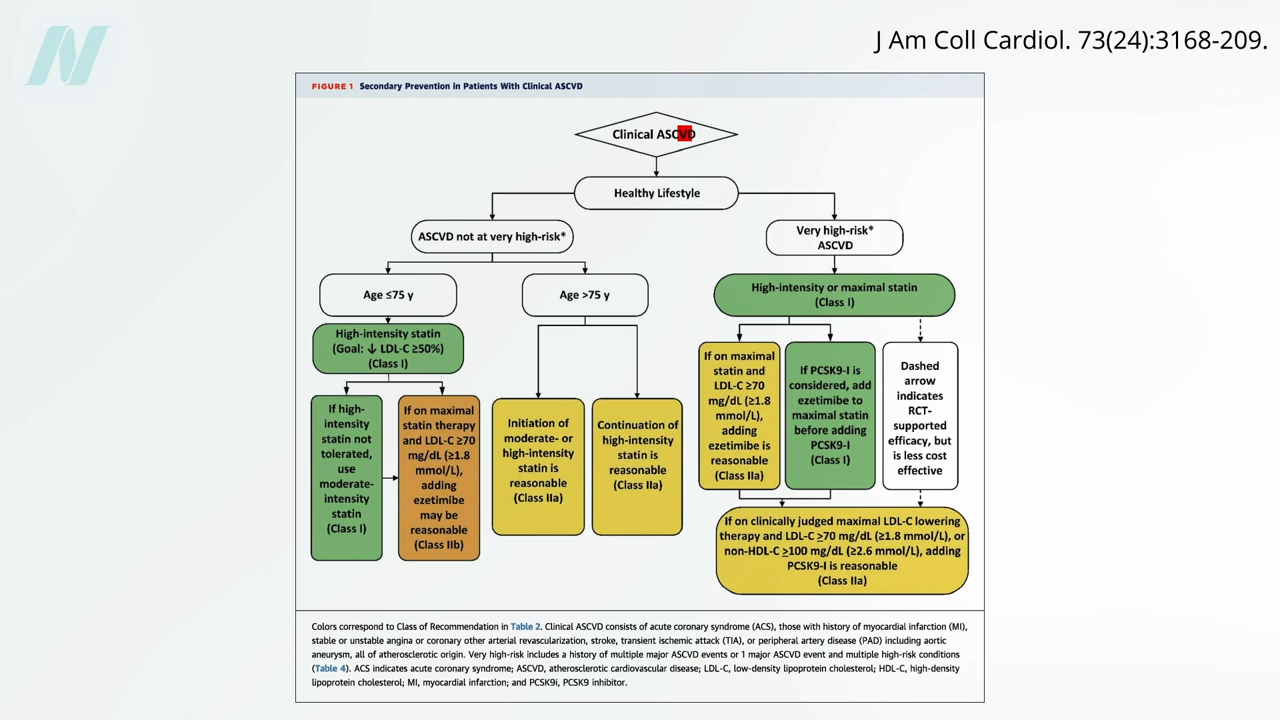 J Am Coll Cardiol. 73(24):3168-209.
FIGURE 1 Secondary Prevention in Patients With Clinical ASCVD
Clinical ASCVD
Healthy Lifestyle
ASCVD not at very high-risk*
Very high-risk*
ASCVD
Age ≤75 y
Age >75 y
High-intensity or maximal statin
(Class I)
High-intensity statin
(Goal: ↓ LDL-C ≥50%)
(Class I)
If high-
intensity
statin not
tolerated,
use
moderate-
intensity
statin
(Class I)
If on maximal
statin therapy
and LDL-C ≥70
mg/dL (≥1.8
mmol/L),
adding
ezetimibe
may be
reasonable
(Class IIb)
Initiation of
moderate- or
high-intensity
statin is
reasonable
(Class IIa)
Continuation of
high-intensity
statin is
reasonable
(Class IIa)
If on maximal
statin and
LDL-C ≥70
mg/dL (≥1.8
mmol/L),
adding
ezetimibe is
reasonable
(Class IIa)
If PCSK9-I is
considered, add
ezetimibe to
maximal statin
before adding
PCSK9-I
(Class I)
Dashed
arrow
indicates
RCT-
supported
efficacy, but
is less cost
effective
If on clinically judged maximal LDL-C lowering
therapy and LDL-C ≥70 mg/dL (≥1.8 mmol/L), or
non-HDL-C ≥100 mg/dL (≥2.6 mmol/L), adding
PCSK9-I is reasonable
(Class IIa)
Colors correspond to Class of Recommendation in Table 2. Clinical ASCVD consists of acute coronary syndrome (ACS), those with history of myocardial infarction (MI),
stable or unstable angina or coronary other arterial revascularization, stroke, transient ischemic attack (TIA), or peripheral artery disease (PAD) including aortic
aneurysm, all of atherosclerotic origin. Very high-risk includes a history of multiple major ASCVD events or 1 major ASCVD event and multiple high-risk conditions
(Table 4). ACS indicates acute coronary syndrome; ASCVD, atherosclerotic cardiovascular disease; LDL-C, low-density lipoprotein cholesterol; HDL-C, high-density
lipoprotein cholesterol; MI, myocardial infarction; and PCSK9i, PCSK9 inhibitor.